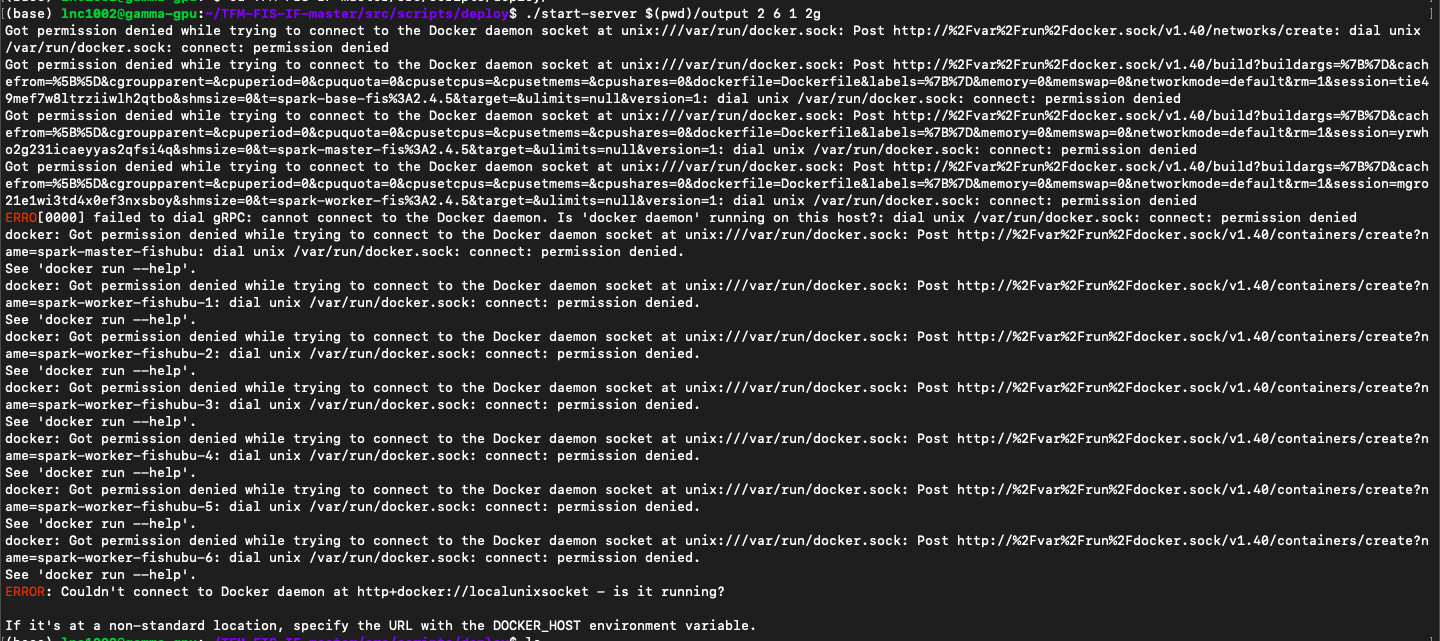 (base) lnc1002@gamma-gpu:~/TFM-FIS-IF-master/src/scripts/deploy$ ./start-server $(pwd)/output 2 6 1 2g
Got permission denied while trying to connect to the Docker daemon socket at unix:///var/run/docker.sock: Post http://%2Fvar%2Frun%2Fdocker.sock/v1.40/networks/create: dial unix
/var/run/docker.sock: connect: permission denied
Got permission denied while trying to connect to the Docker daemon socket at unix:///var/run/docker.sock: Post http://%2Fvar%2Frun%2Fdocker.sock/v1.40/build?buildargs=%7B%7D&cach
efrom=%5B%5D&cgroupparent=&cpuperiod=0&cpuquota=0&cpusetcpus=&cpusetmems=&cpushares=0&dockerfile=Dockerfile&labels=%7B%7D&memory=0&memswap=0&networkmode=default&rm=1&session=tie4
9mef7w8ltrziiwlh2qtbo&shmsize=0&t=spark-base-fis%3A2.4.5&target=&ulimits=null&version=1: dial unix /var/run/docker.sock: connect: permission denied
Got permission denied while trying to connect to the Docker daemon socket at unix:///var/run/docker.sock: Post http://%2Fvar%2Frun%2Fdocker.sock/v1.40/build?buildargs=%7B%7D&cach
efrom=%5B%5D&cgroupparent=&cpuperiod=0&cpuquota=0&cpusetcpus=&cpusetmems=&cpushares=0&dockerfile=Dockerfile&labels=%7B%7D&memory=0&memswap=0&networkmode=default&rm=1&session=yrwh
o2g231icaeyyas2qfsi4q&shmsize=0&t=spark-master-fis%3A2.4.5&target=&ulimits=null&version=1: dial unix /var/run/docker.sock: connect: permission denied
Got permission denied while trying to connect to the Docker daemon socket at unix:///var/run/docker.sock: Post http://%2Fvar%2Frun%2Fdocker.sock/v1.40/build?buildargs=%7B%7D&cach
efrom=%5B%5D&cgroupparent=&cpuperiod=0&cpuquota=0&cpusetcpus=&cpusetmems=&cpushares=0&dockerfile=Dockerfile&labels=%7B%7D&memory=0&memswap=0&networkmode=default&rm=1&session=mgro
21e1wi3td4x0ef3nxsboy&shmsize=0&t=spark-worker-fis%3A2.4.5&target=&ulimits=null&version=1: dial unix /var/run/docker.sock: connect: permission denied
ERRO[0000] failed to dial gRPC: cannot connect to the Docker daemon. Is 'docker daemon' running on this host?: dial unix /var/run/docker.sock: connect: permission denied
docker: Got permission denied while trying to connect to the Docker daemon socket at unix:///var/run/docker.sock: Post http://%2Fvar%2Frun%2Fdocker.sock/v1.40/containers/create?n
ame=spark-master-fishubu: dial unix /var/run/docker.sock: connect: permission denied.
See 'docker run --help'.
docker: Got permission denied while trying to connect to the Docker daemon socket at unix:///var/run/docker.sock: Post http://%2Fvar%2Frun%2Fdocker.sock/v1.40/containers/create?n
ame=spark-worker-fishubu-1: dial unix /var/run/docker.sock: connect: permission denied.
See 'docker run --help'.
docker: Got permission denied while trying to connect to the Docker daemon socket at unix:///var/run/docker.sock: Post http://%2Fvar%2Frun%2Fdocker.sock/v1.40/containers/create?n
ame=spark-worker-fishubu-2: dial unix /var/run/docker.sock: connect: permission denied.
See 'docker run --help'.
docker: Got permission denied while trying to connect to the Docker daemon socket at unix:///var/run/docker.sock: Post http://%2Fvar%2Frun%2Fdocker.sock/v1.40/containers/create?n
ame=spark-worker-fishubu-3: dial unix /var/run/docker.sock: connect: permission denied.
See 'docker run --help'.
docker: Got permission denied while trying to connect to the Docker daemon socket at unix:///var/run/docker.sock: Post http://%2Fvar%2Frun%2Fdocker.sock/v1.40/containers/create?n
ame=spark-worker-fishubu-4: dial unix /var/run/docker.sock: connect: permission denied.
See 'docker run --help'.
docker: Got permission denied while trying to connect to the Docker daemon socket at unix:///var/run/docker.sock: Post http://%2Fvar%2Frun%2Fdocker.sock/v1.40/containers/create?n
ame=spark-worker-fishubu-5: dial unix /var/run/docker.sock: connect: permission denied.
See 'docker run --help'.
docker: Got permission denied while trying to connect to the Docker daemon socket at unix:///var/run/docker.sock: Post http://%2Fvar%2Frun%2Fdocker.sock/v1.40/containers/create?n
ame=spark-worker-fishubu-6: dial unix /var/run/docker.sock: connect: permission denied.
See 'docker run --help'.
ERROR: Couldn't connect to Docker daemon at http+docker://localunixsocket - is it running?
If it's at a non-standard location, specify the URL with the DOCKER_HOST environment variable.